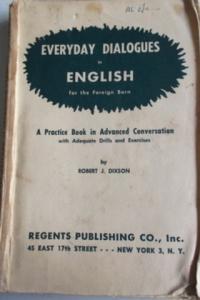 EVERYDAY DIALOGUES
in
ENGLISH
for the Foreign Born
A Practice Book in Advanced Conversation
with Adequate Drills and Exercises
BY
ROBERT J. DIXSON
REGENTS PUBLISHING CO., Inc.
45 EAST 17th STREET --- NEW YORK 3, N. Y.